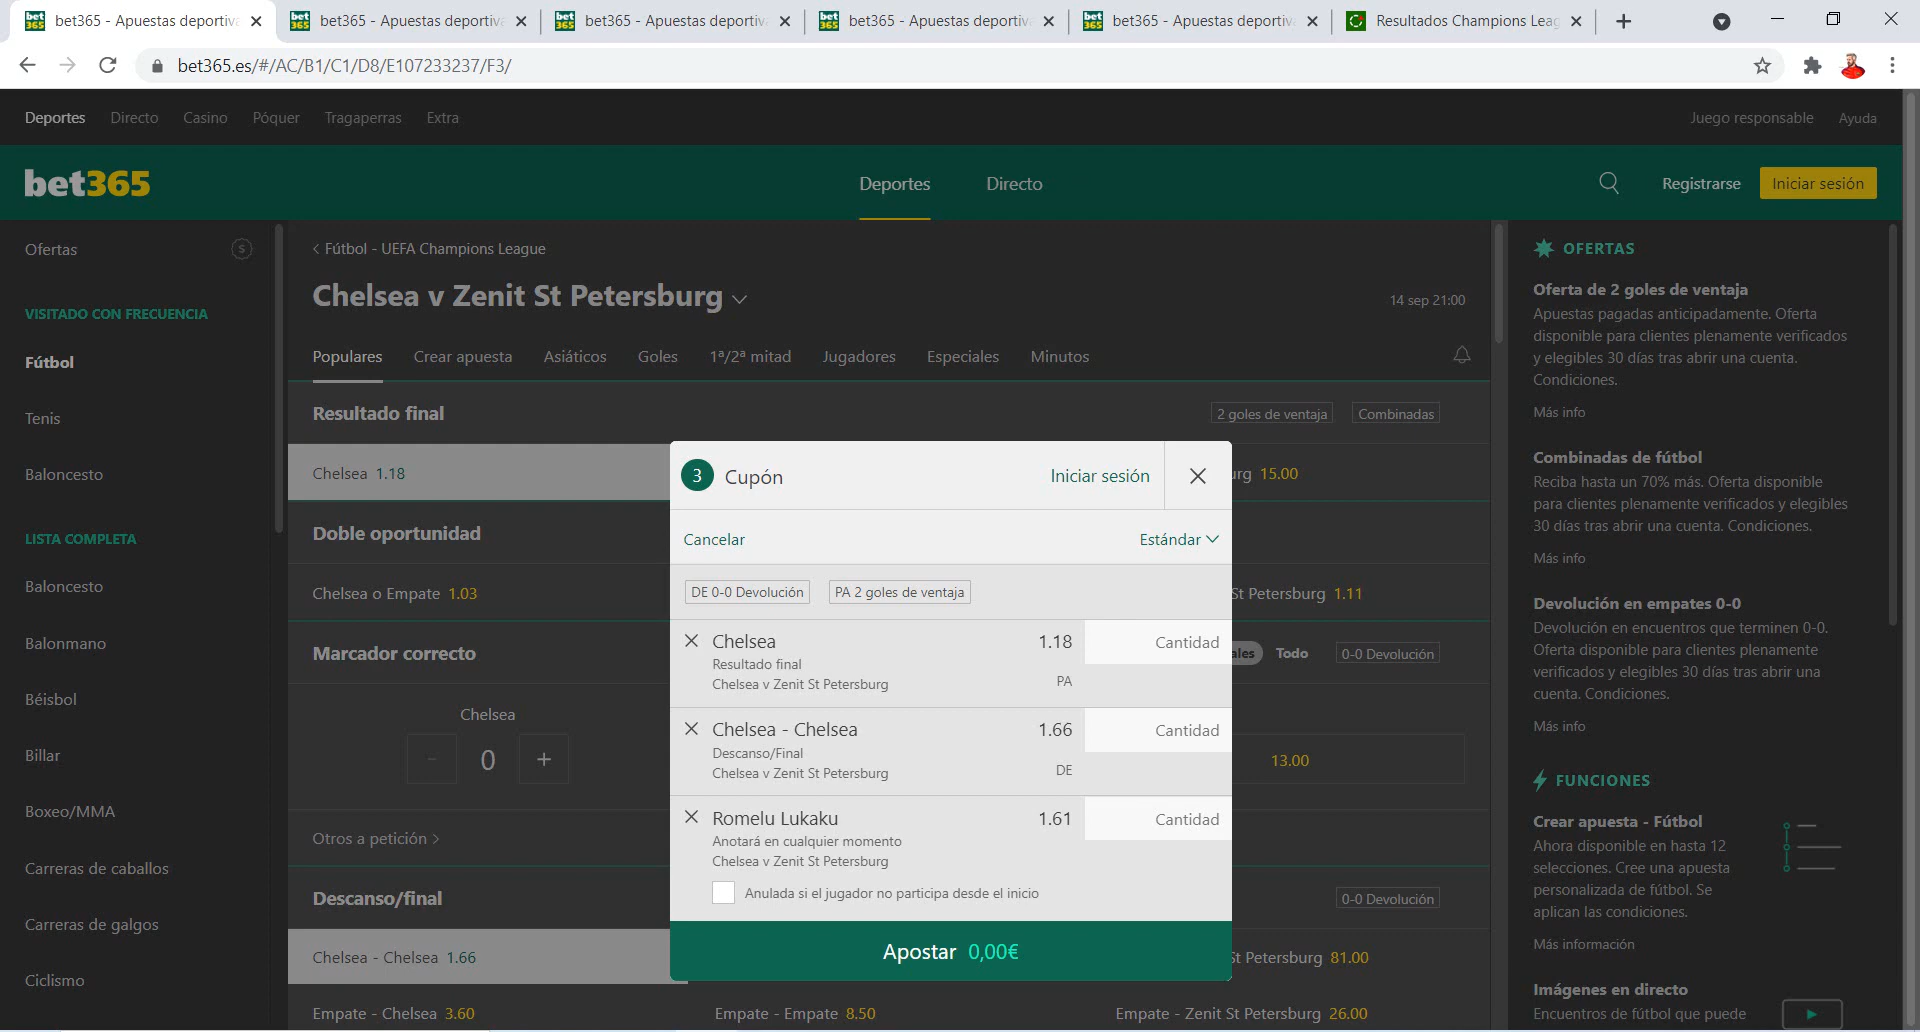 bet365 - Apuestas deportiva
bet365 - Apuestas deportiva
bet365 - Apuestas deportiva
bet365 - Apuestas deportiva
bet365 - Apuestas deportiv
Resultados Champions Leag
bet365.es/#/AC/B1/C1/D8/E107233237/F3/
Deportes Directo Casino Póquer Tragaperras Extra
Juego responsable Ayuda
bet365
Deportes Directo
Registrarse Iniciar sesión
Ofertas
VISITADO CON FRECUENCIA
Fútbol
Tenis
Baloncesto
LISTA COMPLETA
Baloncesto
Balonmano
Béisbol
Billar
Boxeo/MMA
Carreras de caballos
Carreras de galgos
Ciclismo
< Fútbol - UEFA Champions League
Chelsea v Zenit St Petersburg
14 sep 21:00
Populares Crear apuesta Asiáticos Goles 1ª/2ª mitad Jugadores Especiales Minutos
Resultado final
2 goles de ventaja Combinadas
Chelsea 1.18
urg 15.00
Doble oportunidad
Chelsea o Empate 1.03
St Petersburg 1.11
Marcador correcto
ales Todo 0-0 Devolución
Chelsea
- 0 +
13.00
Otros a petición >
Descanso/final
0-0 Devolución
Chelsea - Chelsea 1.66
St Petersburg 81.00
Empate - Chelsea 3.60
Empate - Empate 8.50
Empate - Zenit St Petersburg 26.00
3 Cupón
Iniciar sesión
Cancelar
Estándar
DE 0-0 Devolución PA 2 goles de ventaja
Chelsea 1.18 Cantidad
Resultado final
Chelsea v Zenit St Petersburg PA
Chelsea - Chelsea 1.66 Cantidad
Descanso/Final
Chelsea v Zenit St Petersburg DE
Romelu Lukaku 1.61 Cantidad
Anotará en cualquier momento
Chelsea v Zenit St Petersburg
Anulada si el jugador no participa desde el inicio
Apostar 0,00€
OFERTAS
Oferta de 2 goles de ventaja
Apuestas pagadas anticipadamente. Oferta
disponible para clientes plenamente verificados
y elegibles 30 días tras abrir una cuenta.
Condiciones.
Más info
Combinadas de fútbol
Reciba hasta un 70% más. Oferta disponible
para clientes plenamente verificados y elegibles
30 días tras abrir una cuenta. Condiciones.
Más info
Devolución en empates 0-0
Devolución en encuentros que terminen 0-0.
Oferta disponible para clientes plenamente
verificados y elegibles 30 días tras abrir una
cuenta. Condiciones.
Más info
FUNCIONES
Crear apuesta - Fútbol
Ahora disponible en hasta 12
selecciones. Cree una apuesta
personalizada de fútbol. Se
aplican las condiciones.
Más información
Imágenes en directo
Encuentros de fútbol que puede